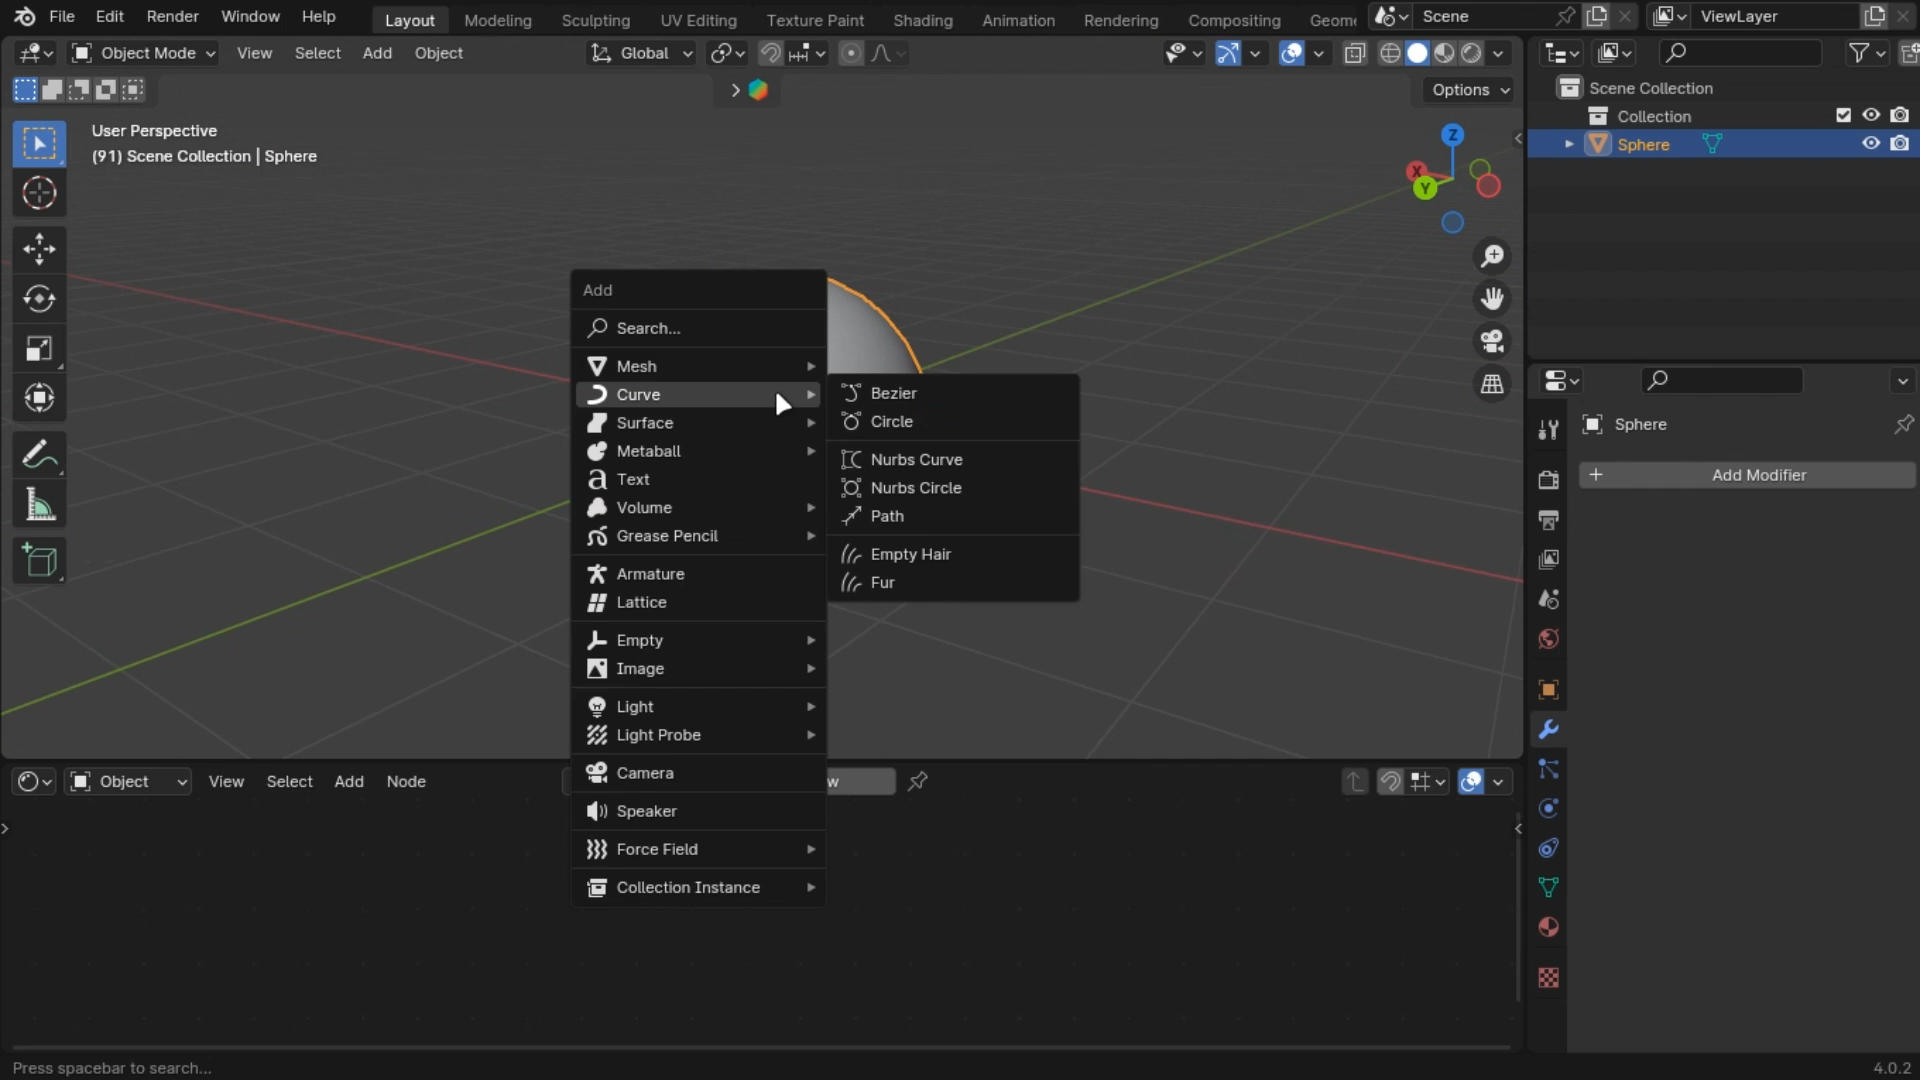 File Edit Render Window Help Layout Modeling Sculpting UV Editing Texture Paint Shading Animation Rendering Compositing Geome Scene ViewLayer
Object Mode View Select Add Object Global
Options
User Perspective
(91) Scene Collection | Sphere
Z
X
Y
Scene Collection
Collection
Sphere
Sphere
Add Modifier
Add
Search...
Mesh
Curve
Surface
Metaball
Text
Volume
Grease Pencil
Armature
Lattice
Empty
Image
Light
Light Probe
Camera
Speaker
Force Field
Collection Instance
Bezier
Circle
Nurbs Curve
Nurbs Circle
Path
Empty Hair
Fur
Object View Select Add Node w
Press spacebar to search... 4.0.2